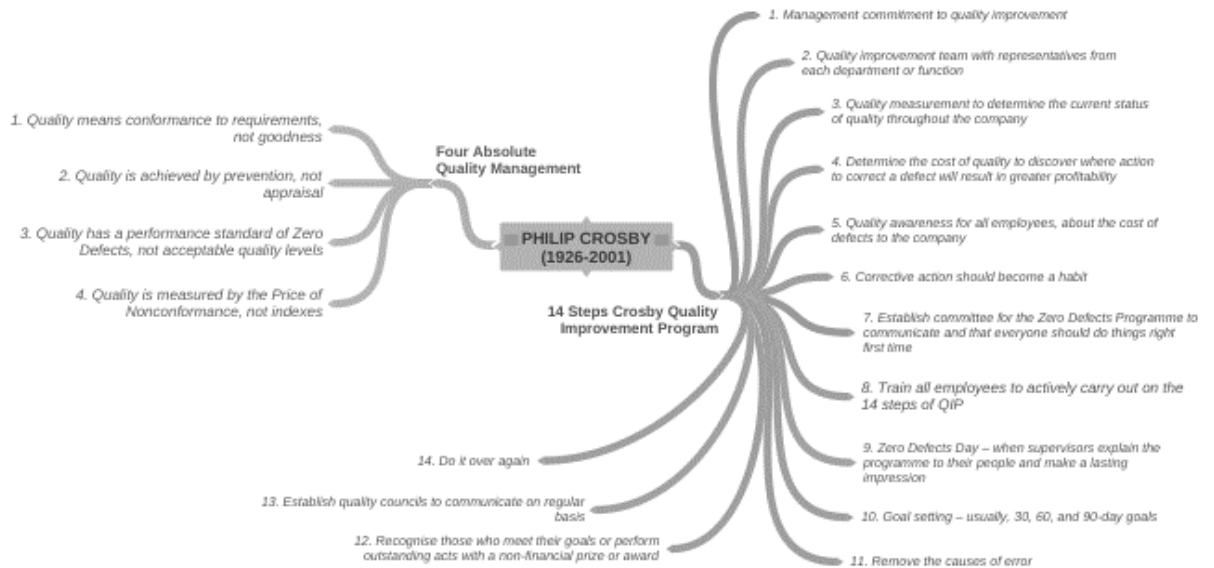 PHILIP CROSBY
(1926-2001)
Four Absolute
Quality Management
1. Quality means conformance to requirements,
not goodness
2. Quality is achieved by prevention, not
appraisal
3. Quality has a performance standard of Zero
Defects, not acceptable quality levels
4. Quality is measured by the Price of
Nonconformance, not indexes
14 Steps Crosby Quality
Improvement Program
1. Management commitment to quality improvement
2. Quality improvement team with representatives from
each department or function
3. Quality measurement to determine the current status
of quality throughout the company
4. Determine the cost of quality to discover where action
to correct a defect will result in greater profitability
5. Quality awareness for all employees, about the cost of
defects to the company
6. Corrective action should become a habit
7. Establish committee for the Zero Defects Programme to
communicate and that everyone should do things right
first time
8. Train all employees to actively carry out on the
14 steps of QIP
9. Zero Defects Day – when supervisors explain the
programme to their people and make a lasting
impression
10. Goal setting – usually, 30, 60, and 90-day goals
11. Remove the causes of error
12. Recognise those who meet their goals or perform
outstanding acts with a non-financial prize or award
13. Establish quality councils to communicate on regular
basis
14. Do it over again